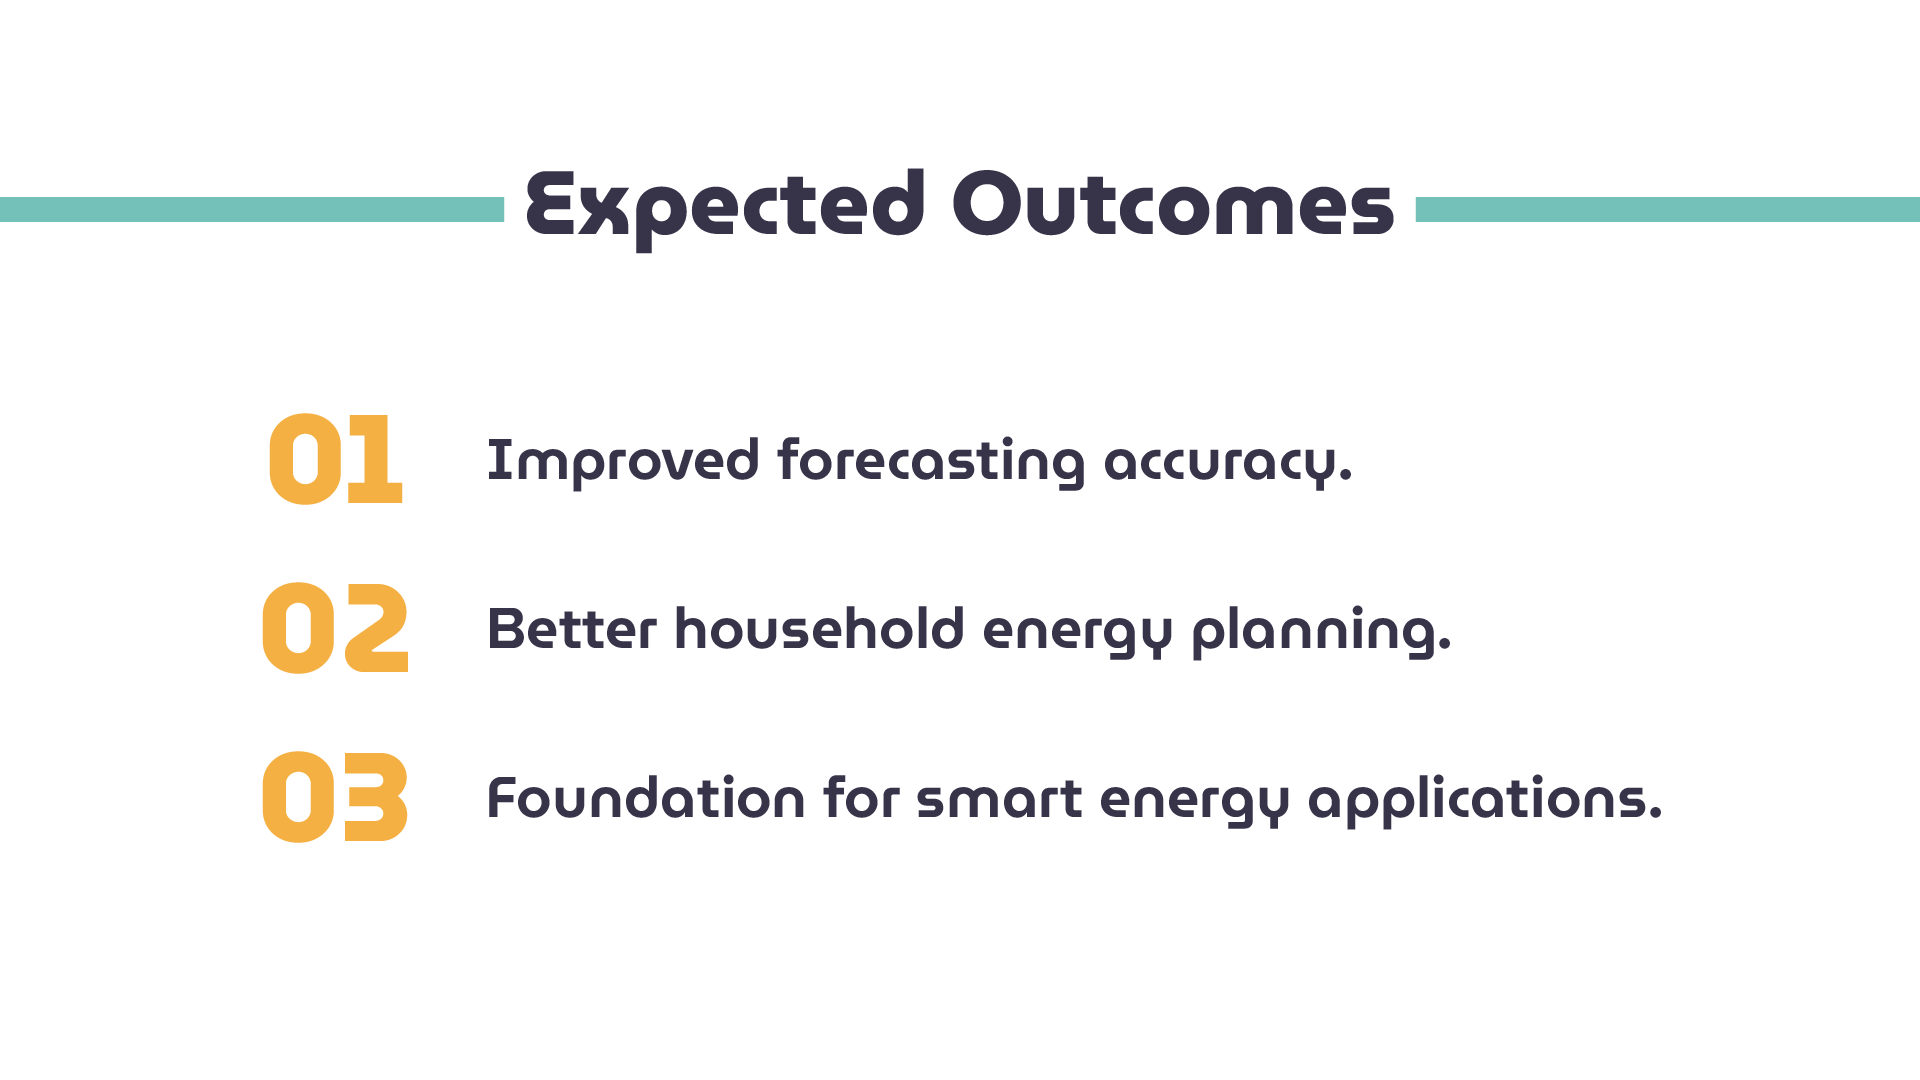 Expected Outcomes
01 Improved forecasting accuracy.
02 Better household energy planning.
03 Foundation for smart energy applications.